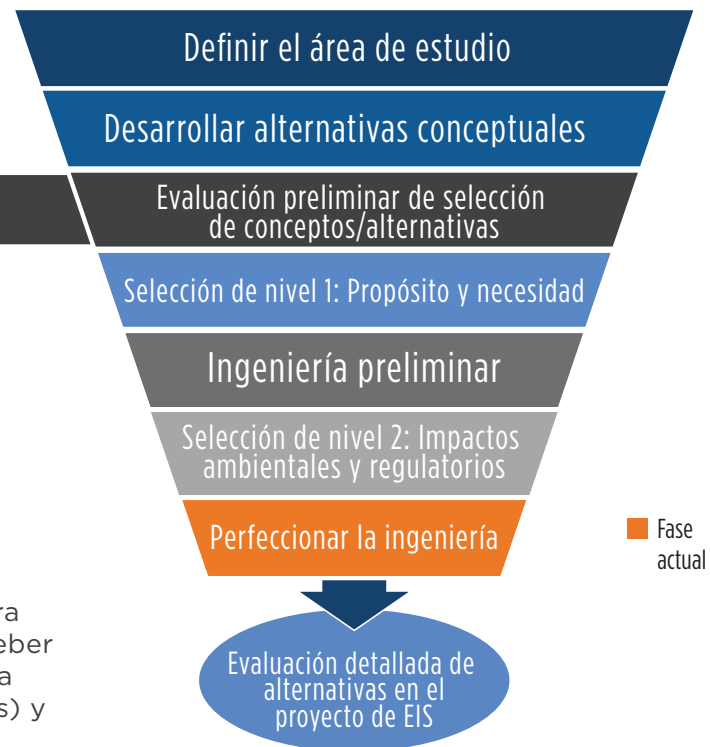 Definir el área de estudio
Desarrollar alternativas conceptuales
Evaluación preliminar de selección
de conceptos/alternativas
Selección de nivel 1: Propósito y necesidad
Ingeniería preliminar
Selección de nivel 2: Impactos
ambientales y regulatorios
Perfeccionar la ingeniería
Fase
actual
Evaluación detallada de
alternativas en el
proyecto de EIS
ra
eber
a
s) y